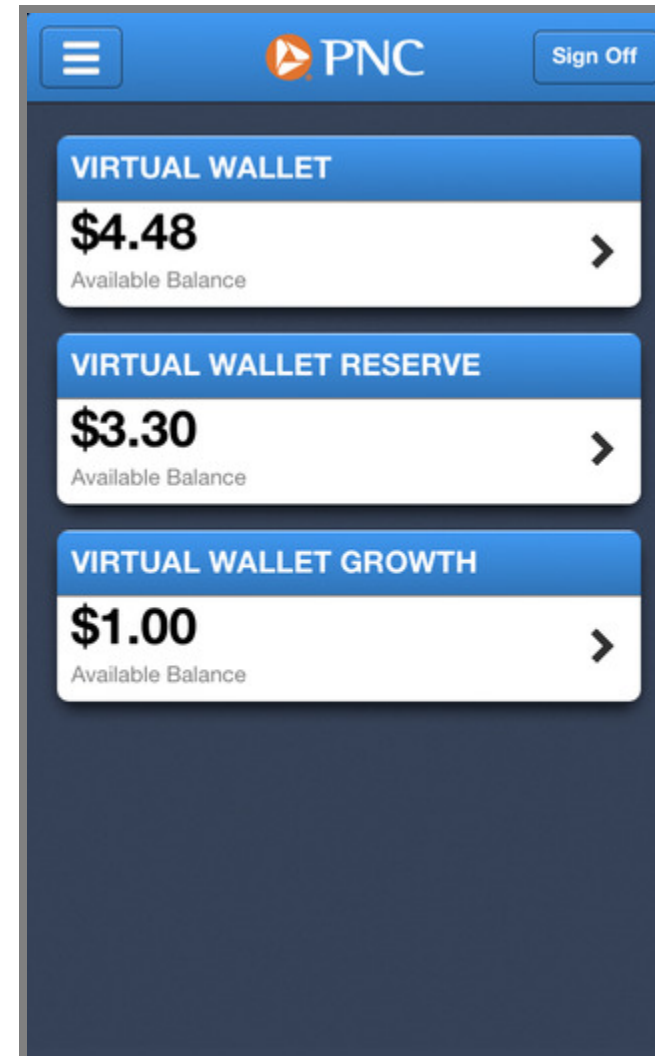 PNC
Sign Off
VIRTUAL WALLET
$4.48
Available Balance
VIRTUAL WALLET RESERVE
$3.30
Available Balance
VIRTUAL WALLET GROWTH
$1.00
Available Balance